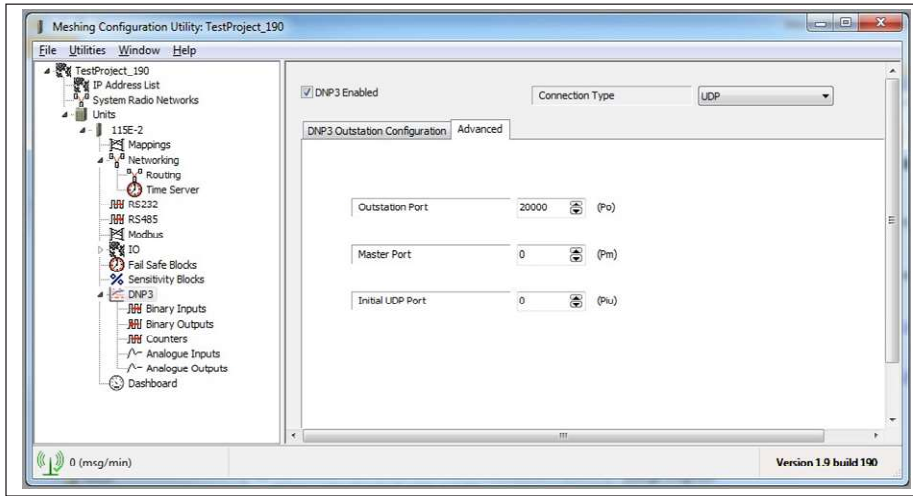 Meshing Configuration Utility: TestProject_190
File Utilities Window Help
TestProject_190
IP Address List
System Radio Networks
Units
115E-2
Mappings
Networking
Routing
Time Server
RS232
RS485
Modbus
IO
Fail Safe Blocks
Sensitivity Blocks
DNP3
Binary Inputs
Binary Outputs
Counters
Analogue Inputs
Analogue Outputs
Dashboard
DNP3 Enabled Connection Type UDP
DNP3 Outstation Configuration Advanced
Outstation Port 20000 (Po)
Master Port 0 (Pm)
Initial UDP Port 0 (Piu)
0 (msg/min) Version 1.9 build 190